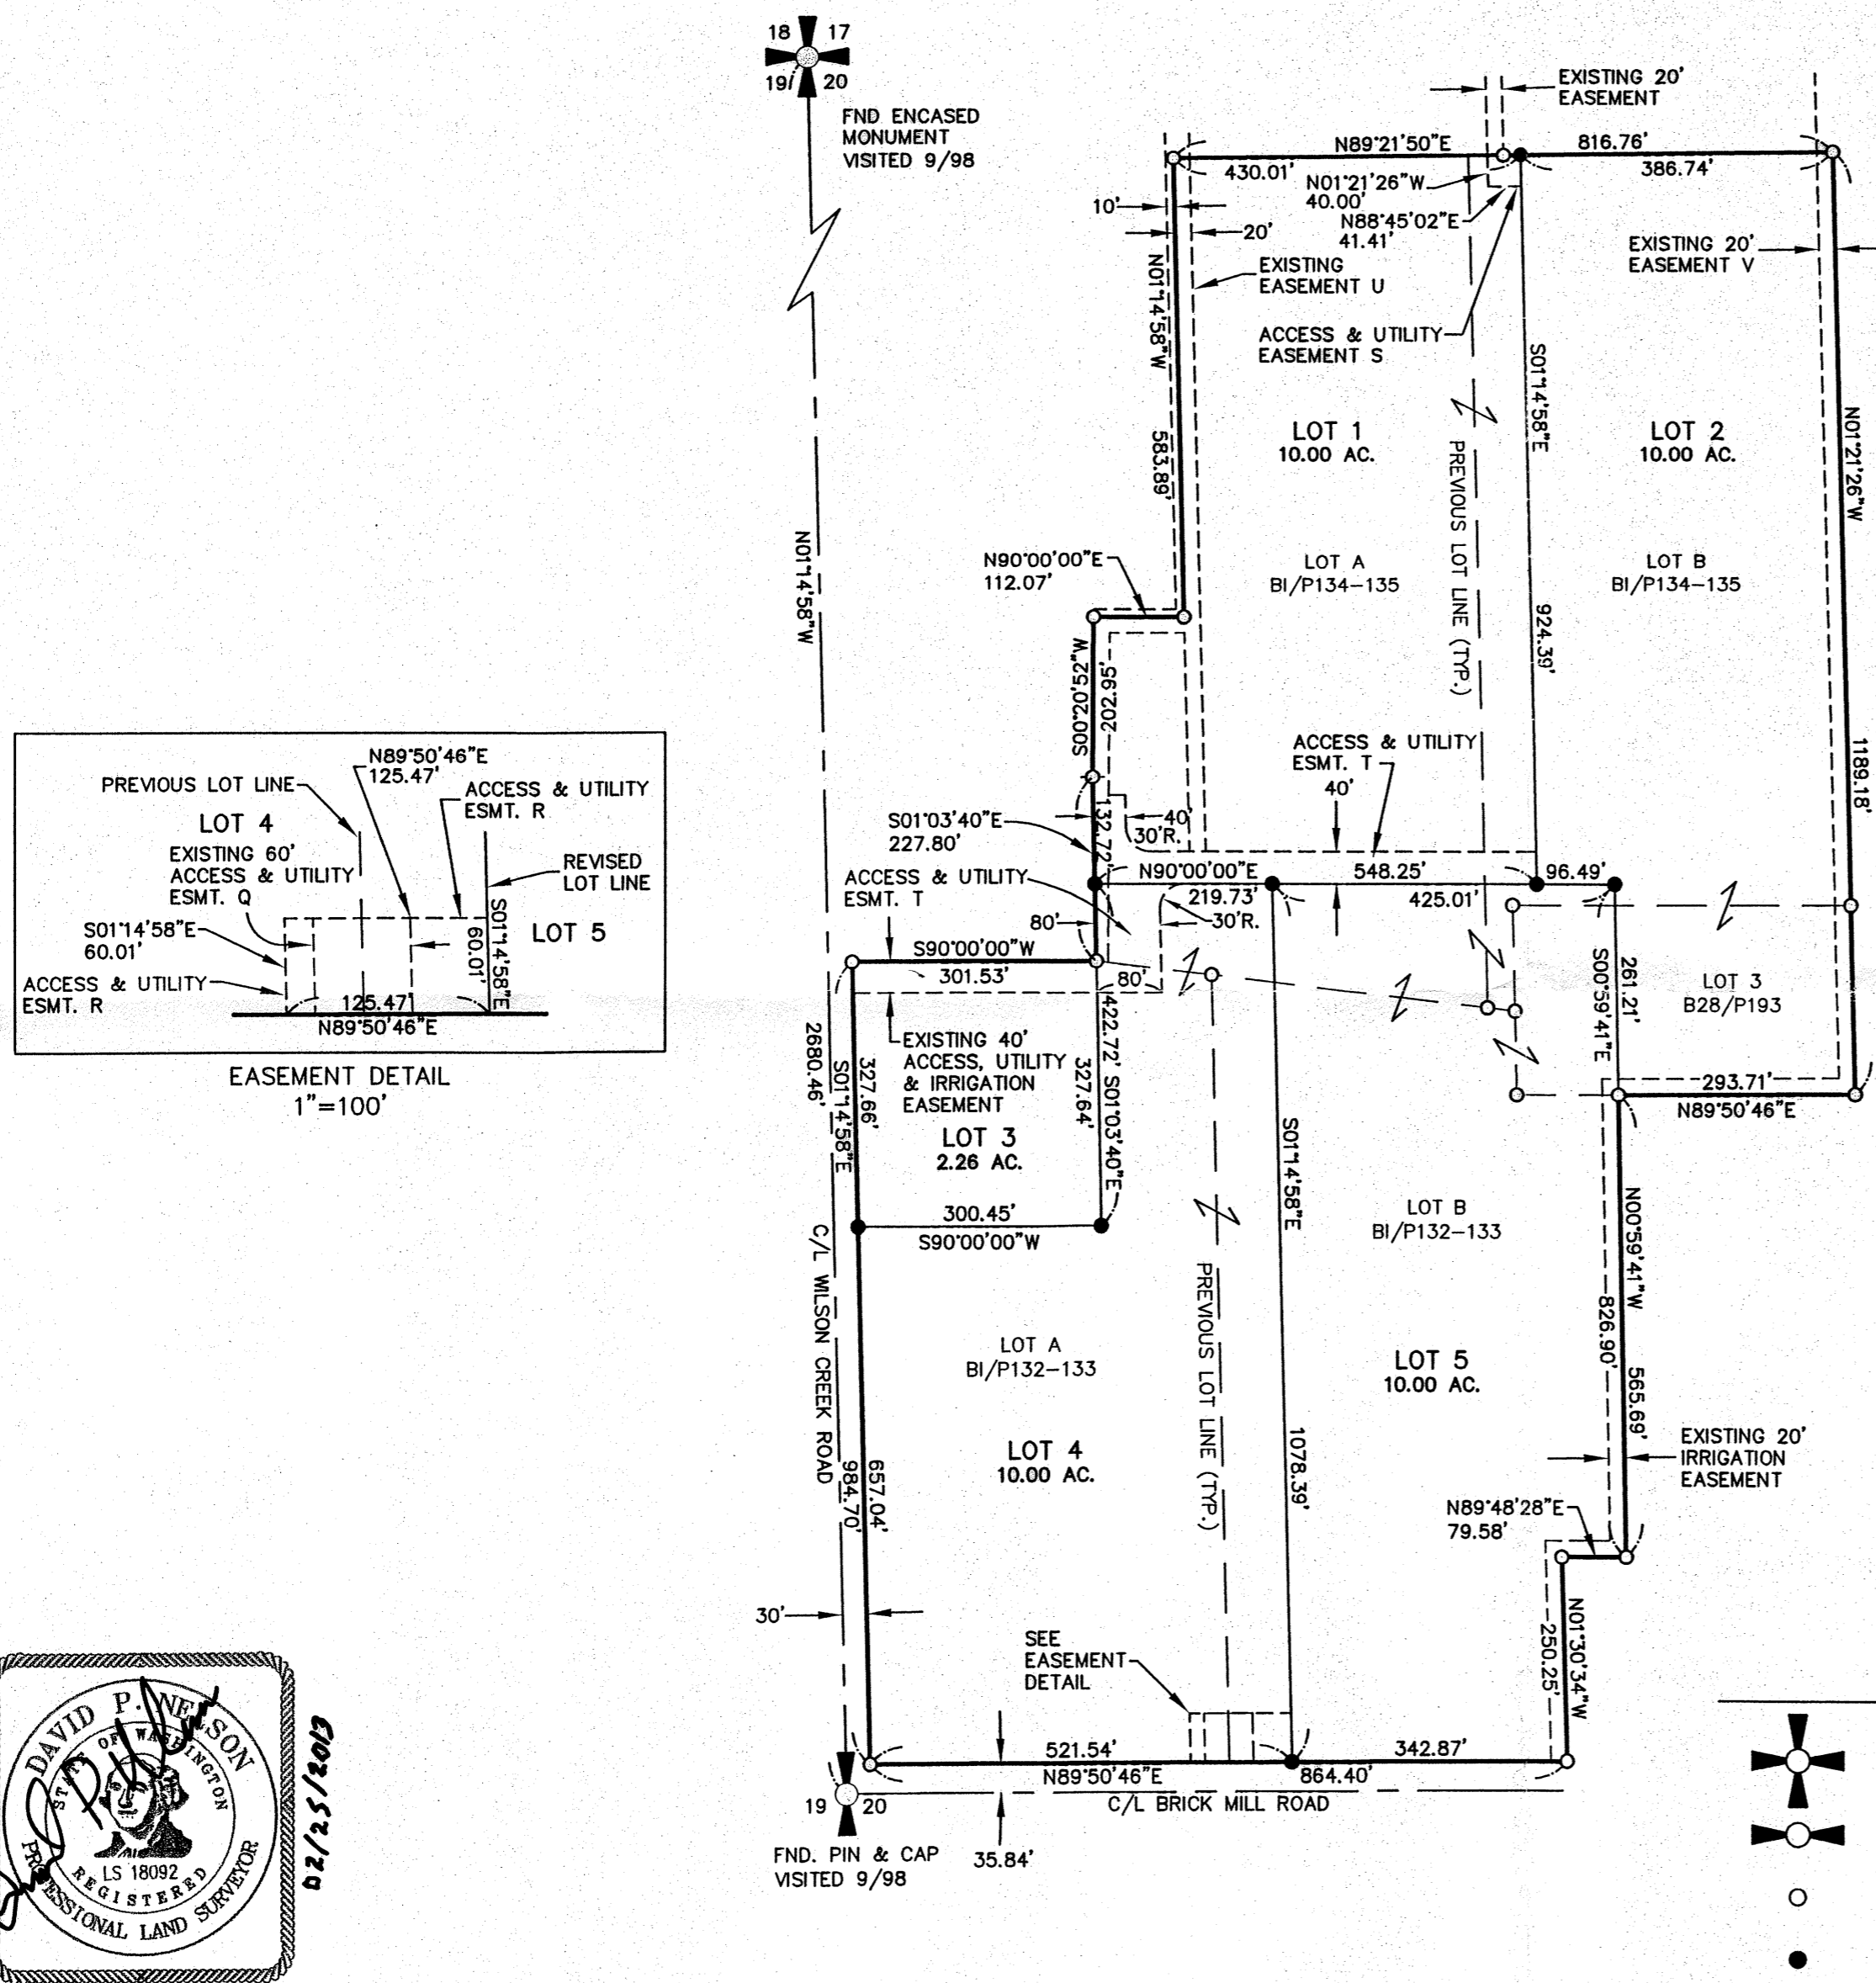 18 17
19 20
FND ENCASED
MONUMENT
VISITED 9/98
EXISTING 20'
EASEMENT
N89°21'50"E
816.76'
430.01'
386.74'
N01°21'26"W
40.00'
N88°45'02"E
41.41'
10'
20'
EXISTING
EASEMENT U
EXISTING 20'
EASEMENT V
ACCESS & UTILITY
EASEMENT S
N01°14'58"W
583.89'
S01°14'58"E
924.39'
N01°21'26"W
1189.18'
LOT 1
10.00 AC.
LOT 2
10.00 AC.
PREVIOUS LOT LINE (TYP.)
LOT A
BI/P134-135
LOT B
BI/P134-135
N01°14'58"W
2680.46'
N90°00'00"E
112.07'
S00°20'52"W
202.95'
ACCESS & UTILITY
ESMT. T
40'
132.72'
40'
30'R.
S01°03'40"E
227.80'
ACCESS & UTILITY
ESMT. T
N90°00'00"E
548.25'
96.49'
219.73'
425.01'
30'R.
80'
S90°00'00"W
301.53'
80'
S00°59'41"E
261.21'
LOT 3
B28/P193
293.71'
N89°50'46"E
EXISTING 40'
ACCESS, UTILITY
& IRRIGATION
EASEMENT
327.66'
S01°14'58"E
327.64'
422.72' S01°03'40"E
LOT 3
2.26 AC.
300.45'
S90°00'00"W
S01°14'58"E
1078.39'
LOT B
BI/P132-133
C/L WILSON CREEK ROAD
PREVIOUS LOT LINE (TYP.)
LOT A
BI/P132-133
LOT 5
10.00 AC.
LOT 4
10.00 AC.
657.04'
984.70'
N00°59'41"W
826.90'
565.69'
EXISTING 20'
IRRIGATION
EASEMENT
N89°48'28"E
79.58'
N01°30'34"W
250.25'
30'
SEE
EASEMENT
DETAIL
521.54'
342.87'
N89°50'46"E
864.40'
C/L BRICK MILL ROAD
19 20
FND. PIN & CAP
VISITED 9/98
35.84'
PREVIOUS LOT LINE
N89°50'46"E
125.47'
ACCESS & UTILITY
ESMT. R
LOT 4
EXISTING 60'
ACCESS & UTILITY
ESMT. Q
REVISED
LOT LINE
S01°14'58"E
60.01'
S01°14'58"E
60.01'
LOT 5
ACCESS & UTILITY
ESMT. R
125.47'
N89°50'46"E
EASEMENT DETAIL
1"=100'
DAVID P. NELSON
STATE OF WASHINGTON
LS 18092
REGISTERED
PROFESSIONAL LAND SURVEYOR
02/25/2013